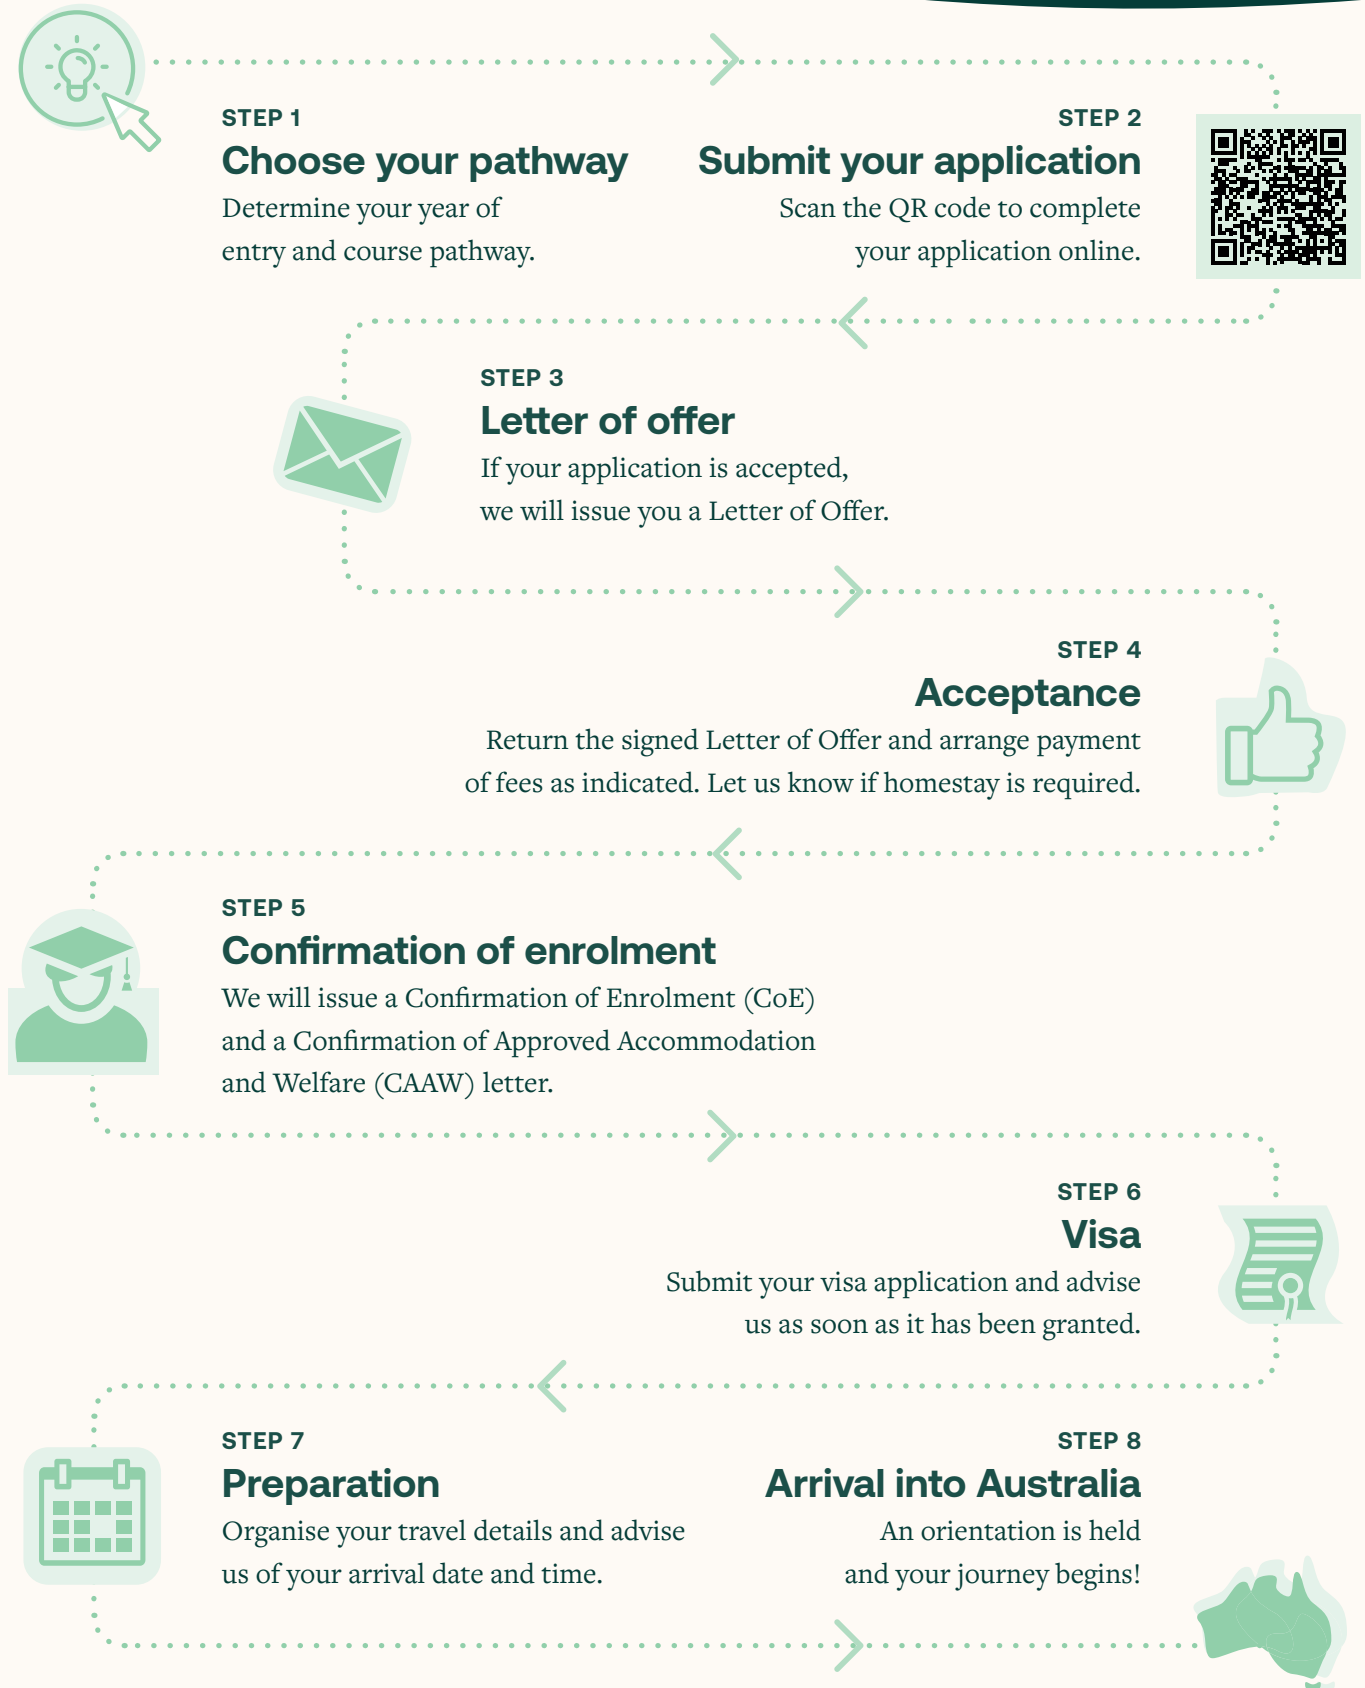 STEP 1
Choose your pathway
Determine your year of
entry and course pathway.
STEP 2
Submit your application
Scan the QR code to complete
your application online.
STEP 3
Letter of offer
If your application is accepted,
we will issue you a Letter of Offer.
STEP 4
Acceptance
Return the signed Letter of Offer and arrange payment
of fees as indicated. Let us know if homestay is required.
STEP 5
Confirmation of enrolment
We will issue a Confirmation of Enrolment (CoE)
and a Confirmation of Approved Accommodation
and Welfare (CAAW) letter.
STEP 6
Visa
Submit your visa application and advise
us as soon as it has been granted.
STEP 7
Preparation
Organise your travel details and advise
us of your arrival date and time.
STEP 8
Arrival into Australia
An orientation is held
and your journey begins!